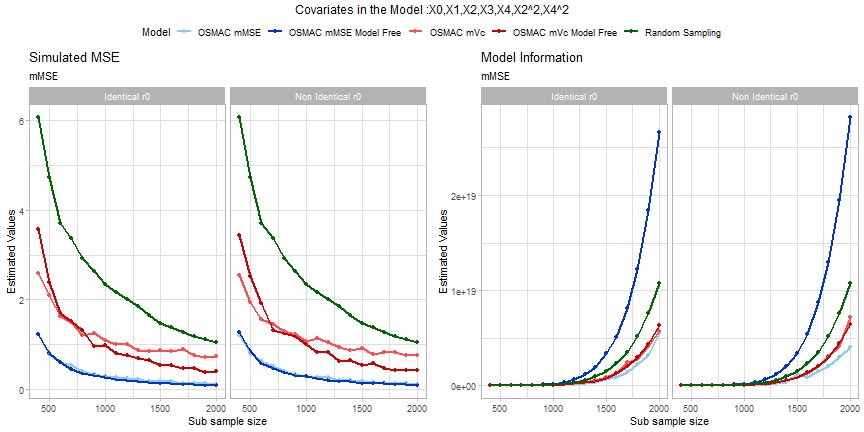 Covariates in the Model :X0,X1,X2,X3,X4,X2^2,X4^2
Model OSMAC mMSE OSMAC mMSE Model Free OSMAC mVc OSMAC mVc Model Free Random Sampling
Simulated MSE
mMSE
Identical r0 Non Identical r0
Estimated Values
6
4
2
0
500 1000 1500 2000 500 1000 1500 2000
Sub sample size
Model Information
mMSE
Identical r0 Non Identical r0
Estimated Values
2e+19
1e+19
0e+00
500 1000 1500 2000 500 1000 1500 2000
Sub sample size